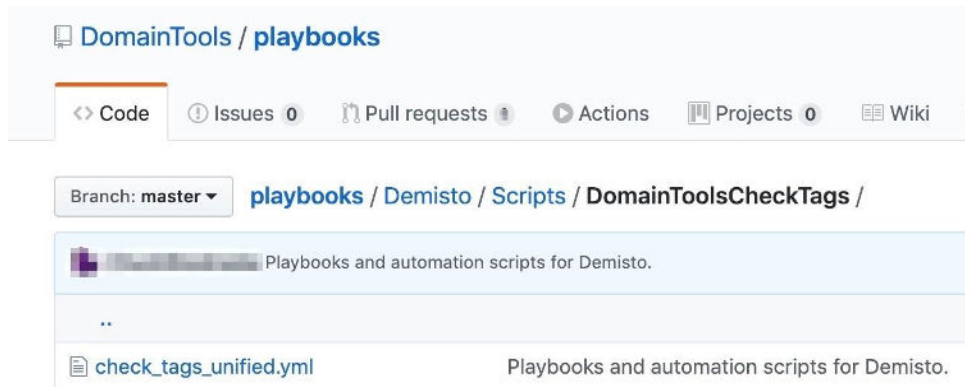 DomainTools / playbooks
<> Code Issues 0 Pull requests Actions Projects 0 Wiki
Branch: master playbooks / Demisto / Scripts / DomainToolsCheckTags /
Playbooks and automation scripts for Demisto.
..
check_tags_unified.yml Playbooks and automation scripts for Demisto.